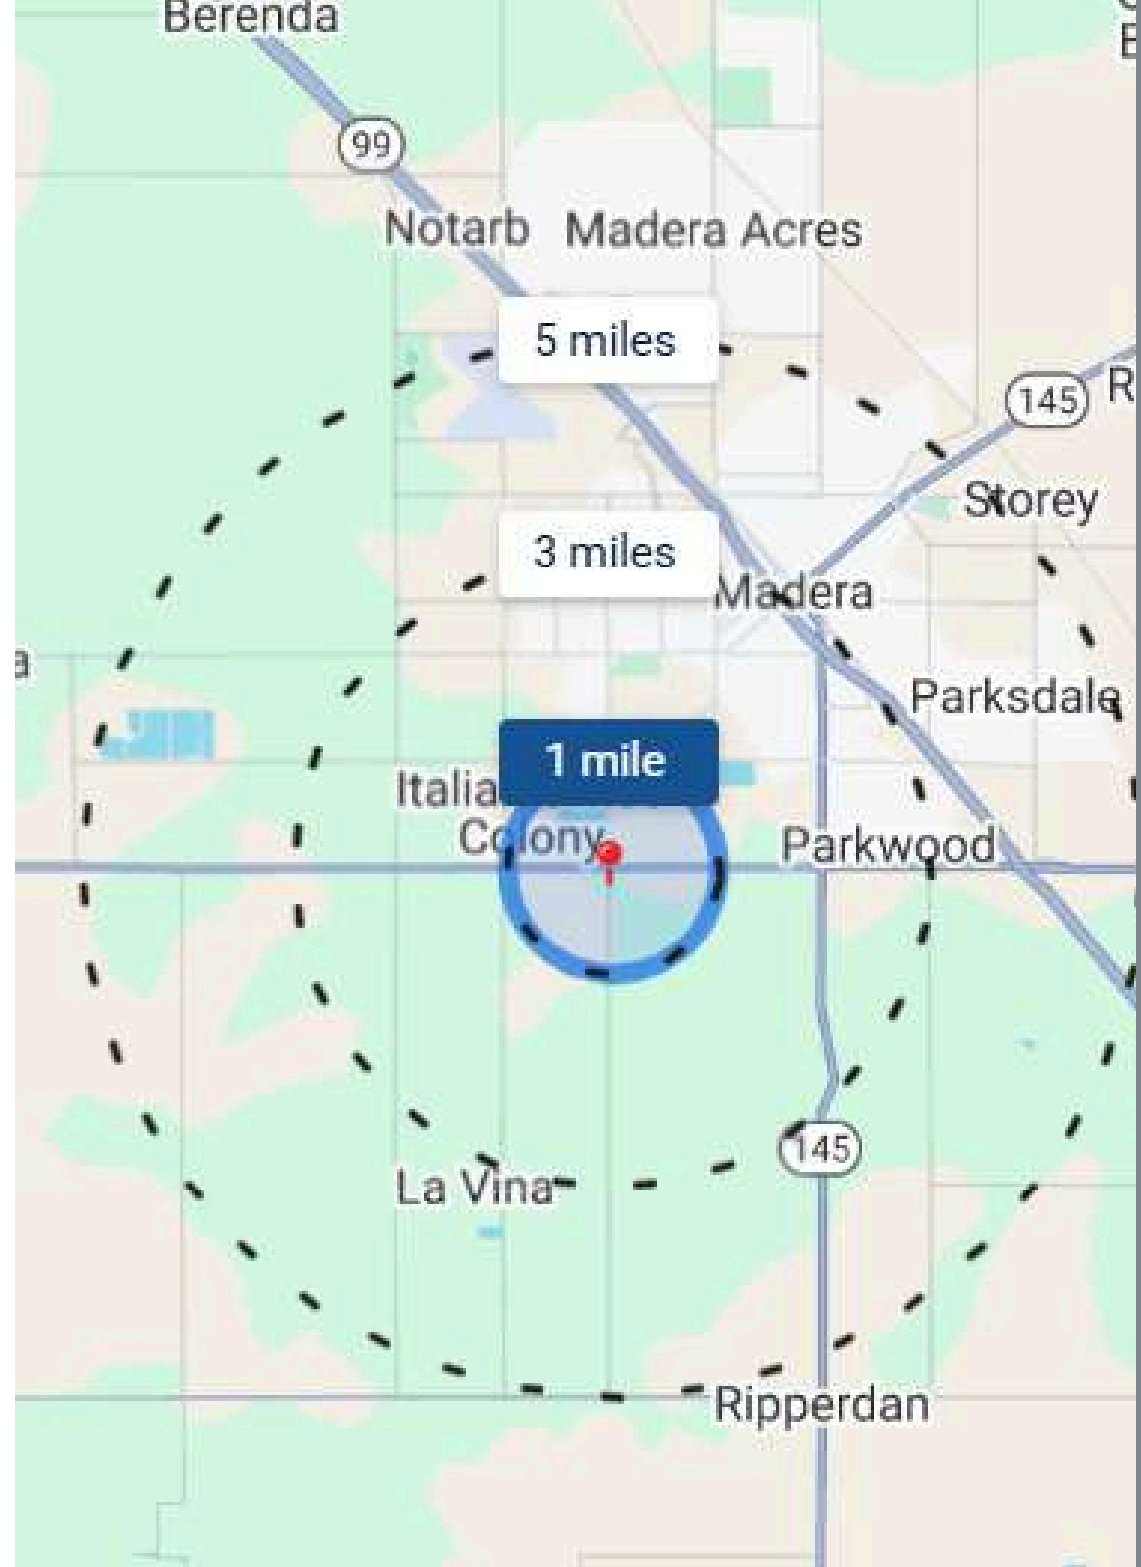 Berenda
99
Notarb
Madera Acres
5 miles
145
R
Storey
3 miles
Madera
a
Parksdale
1 mile
Italia
Colony
Parkwood
La Vina
145
Ripperdan